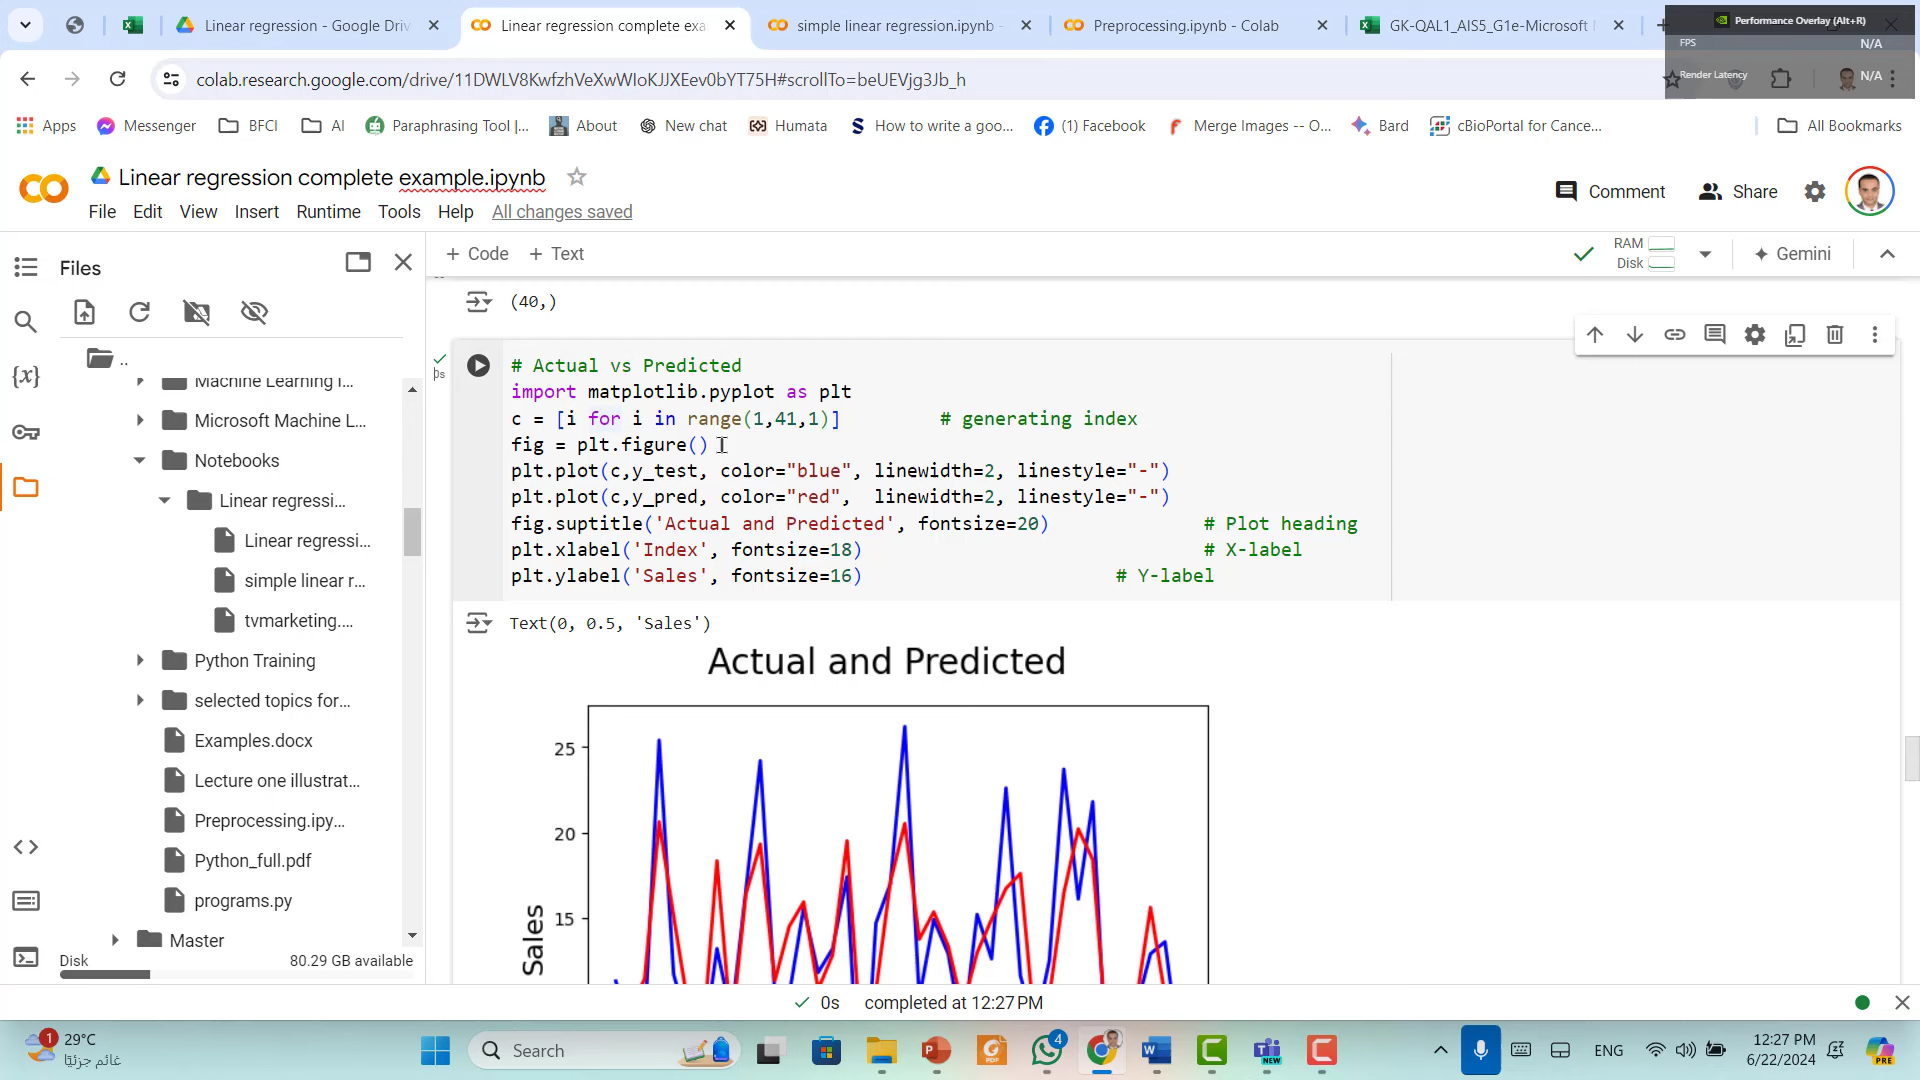 Linear regression - Google Driv
Linear regression complete exa
simple linear regression.ipynb -
Preprocessing.ipynb - Colab
GK-QAL1_AIS5_G1e-Microsoft
Performance Overlay (Alt+R)
FPS N/A
Render Latency N/A
colab.research.google.com/drive/11DWLV8KwfzhVeXwWIoKJJXEev0bYT75H#scrollTo=beUEVjg3Jb_h
Apps
Messenger
BFCI
AI
Paraphrasing Tool |...
About
New chat
Humata
How to write a goo...
(1) Facebook
Merge Images -- O...
Bard
cBioPortal for Cance...
All Bookmarks
Linear regression complete example.ipynb
Comment
Share
File Edit View Insert Runtime Tools Help All changes saved
Files
+ Code + Text
RAM
Disk
Gemini
(40,)
..
Machine Learning I...
Microsoft Machine L...
Notebooks
Linear regressi...
Linear regressi...
simple linear r...
tvmarketing....
Python Training
selected topics for...
Examples.docx
Lecture one illustrat...
Preprocessing.ipy...
Python_full.pdf
programs.py
Master
Disk 80.29 GB available
{x}
0s
# Actual vs Predicted
import matplotlib.pyplot as plt
c = [i for i in range(1,41,1)] # generating index
fig = plt.figure()
plt.plot(c,y_test, color="blue", linewidth=2, linestyle="-")
plt.plot(c,y_pred, color="red", linewidth=2, linestyle="-")
fig.suptitle('Actual and Predicted', fontsize=20) # Plot heading
plt.xlabel('Index', fontsize=18) # X-label
plt.ylabel('Sales', fontsize=16) # Y-label
Text(0, 0.5, 'Sales')
Actual and Predicted
25
20
15
Sales
0s completed at 12:27 PM
1
29°C
غائم جزئيًا
Search
4
NEW
ENG
12:27 PM
6/22/2024
PRE